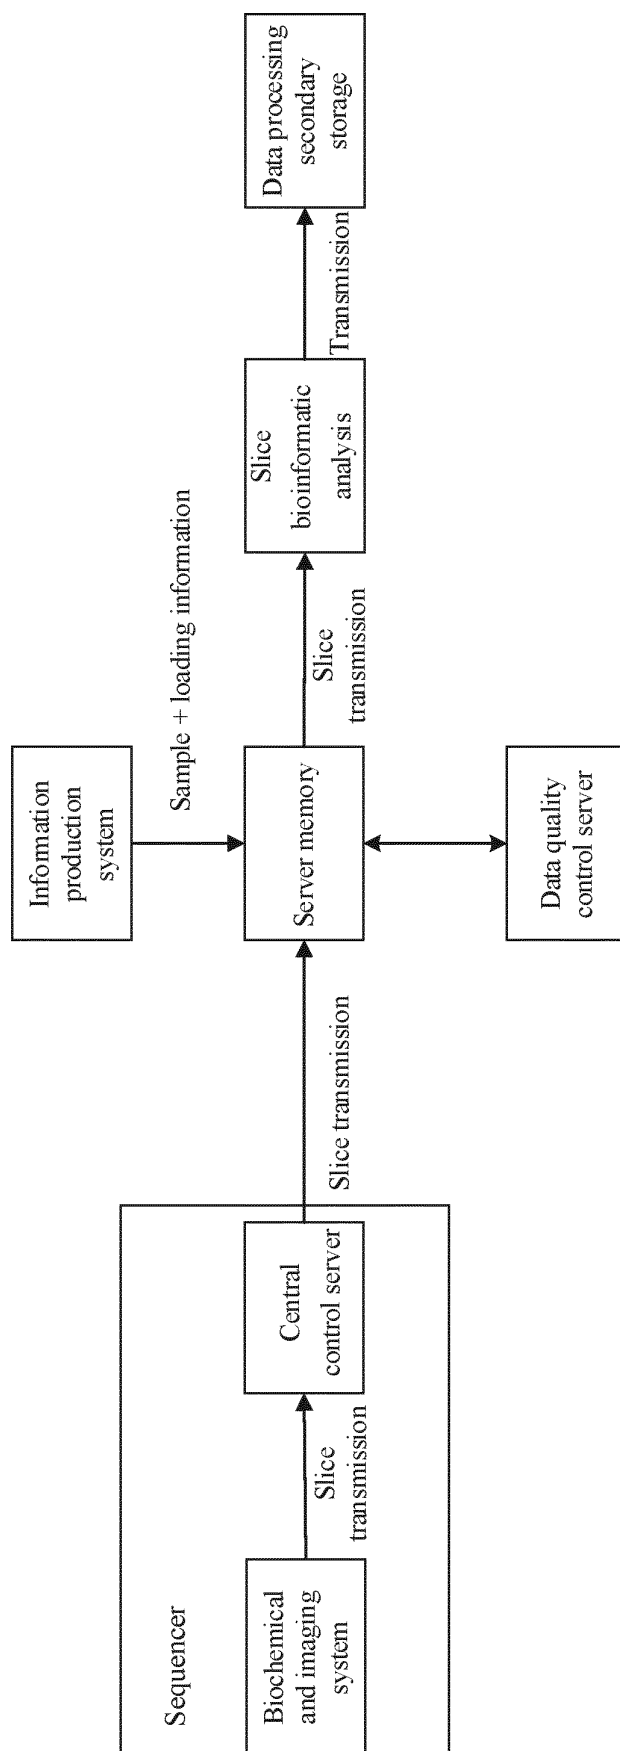 Sequencer
Biochemical
and imaging
system
Slice
transmission
Central
control server
Slice transmission
Information
production
system
Sample + loading information
Server memory
Data quality
control server
Slice
transmission
Slice
bioinformatic
analysis
Transmission
Data processing
secondary
storage